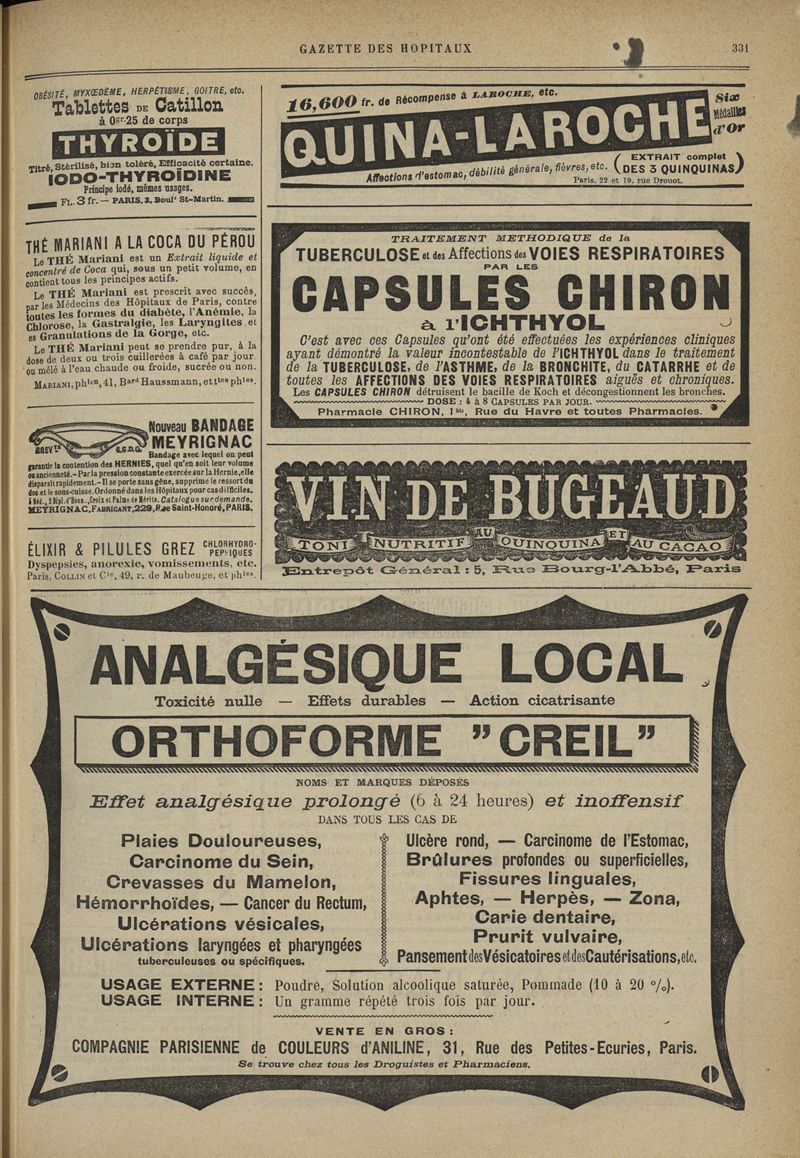 GAZETTE DES HOPITAUX
331
OBÉSITÉ, MYXŒDÈME, HERPÉTISME, GOITRE, etc.
Tablettes DE Catillon
à 0gr.25 de corps
THYROÏDE
Titré, Stérilisé, bien toléré, Efficacité certaine.
IODO-THYROÏDINE
Principe iodé, mêmes usages.
FL. 3 fr. — PARIS, 3, Boul' St-Martin.
THÉ MARIANI A LA COCA DU PÉROU
Le THÉ Mariani est un Extrait liquide et
concentré de Coca qui, sous un petit volume, en
contient tous les principes actifs.
Le THÉ Mariani est prescrit avec succès,
par les Médecins des Hôpitaux de Paris, contre
toutes les formes du diabète, l'Anémie, la
Chlorose, la Gastralgie, les Laryngites et
es Granulations de la Gorge, etc.
Le THÉ Mariani peut se prendre pur, à la
dose de deux ou trois cuillerées à café par jour
ou mêlé à l'eau chaude ou froide, sucrée ou non.
MARIANI, phien, 41, Bard Haussmann, et ttes phies.
Nouveau BANDAGE
MEYRIGNAC
BREVTÉ S.G.D.G.
Bandage avec lequel on peut
garantir la contention des HERNIES, quel qu'en soit leur volume
ou ancienneté.-Par la pression constante exercée sur la Hernie, elle
disparaît rapidement.-Il se porte sans gêne, supprime le ressort du
dos et le sous-cuisse. Ordonné dans les Hôpitaux pour cas difficiles.
5 Méd., 2 Dipl. d'Honn., Croix et Palme de Mérite. Catalogue sur demande.
MEYRIGNAC, FABRICANT, 229, Rue Saint-Honoré, PARIS.
ÉLIXIR & PILULES GREZ CHLORHYDRO-
PEPSIQUES
Dyspepsies, anorexie, vomissements, etc.
Paris, COLLIN et Cie, 49, r. de Maubeuge, et phies.
16,600 fr. de Récompense à LAROCHE, etc.
QUINA-LAROCHE
Six
Médailles
d'Or
Affections d'estomac, débilité générale, fièvres, etc.
EXTRAIT complet
DES 3 QUINQUINAS
Paris, 22 et 19, rue Drouot.
TRAITEMENT METHODIQUE de la
TUBERCULOSE et des Affections des VOIES RESPIRATOIRES
PAR LES
CAPSULES CHIRON
à l'ICHTHYOL
C'est avec ces Capsules qu'ont été effectuées les expériences cliniques
ayant démontré la valeur incontestable de l'ICHTHYOL dans le traitement
de la TUBERCULOSE, de l'ASTHME, de la BRONCHITE, du CATARRHE et de
toutes les AFFECTIONS DES VOIES RESPIRATOIRES aiguës et chroniques.
Les CAPSULES CHIRON détruisent le bacille de Koch et décongestionnent les bronches.
DOSE : 4 à 8 CAPSULES PAR JOUR.
Pharmacie CHIRON, 1bis, Rue du Havre et toutes Pharmacies.
VIN DE BUGEAUD
TONI-NUTRITIF AU QUINQUINA ET AU CACAO
Entrepôt Général : 5, Rue Bourg-l'Abbé, Paris
ANALGÉSIQUE LOCAL
Toxicité nulle — Effets durables — Action cicatrisante
ORTHOFORME "CREIL"
NOMS ET MARQUES DÉPOSÉS
Effet analgésique prolongé (6 à 24 heures) et inoffensif
DANS TOUS LES CAS DE
Plaies Douloureuses,
Carcinome du Sein,
Crevasses du Mamelon,
Hémorrhoïdes, — Cancer du Rectum,
Ulcérations vésicales,
Ulcérations laryngées et pharyngées
tuberculeuses ou spécifiques.
Ulcère rond, — Carcinome de l'Estomac,
Brûlures profondes ou superficielles,
Fissures linguales,
Aphtes, — Herpès, — Zona,
Carie dentaire,
Prurit vulvaire,
Pansement des Vésicatoires et des Cautérisations, etc.
USAGE EXTERNE : Poudre, Solution alcoolique saturée, Pommade (10 à 20 %).
USAGE INTERNE : Un gramme répété trois fois par jour.
VENTE EN GROS :
COMPAGNIE PARISIENNE de COULEURS d'ANILINE, 31, Rue des Petites-Ecuries, Paris.
Se trouve chez tous les Droguistes et Pharmaciens.